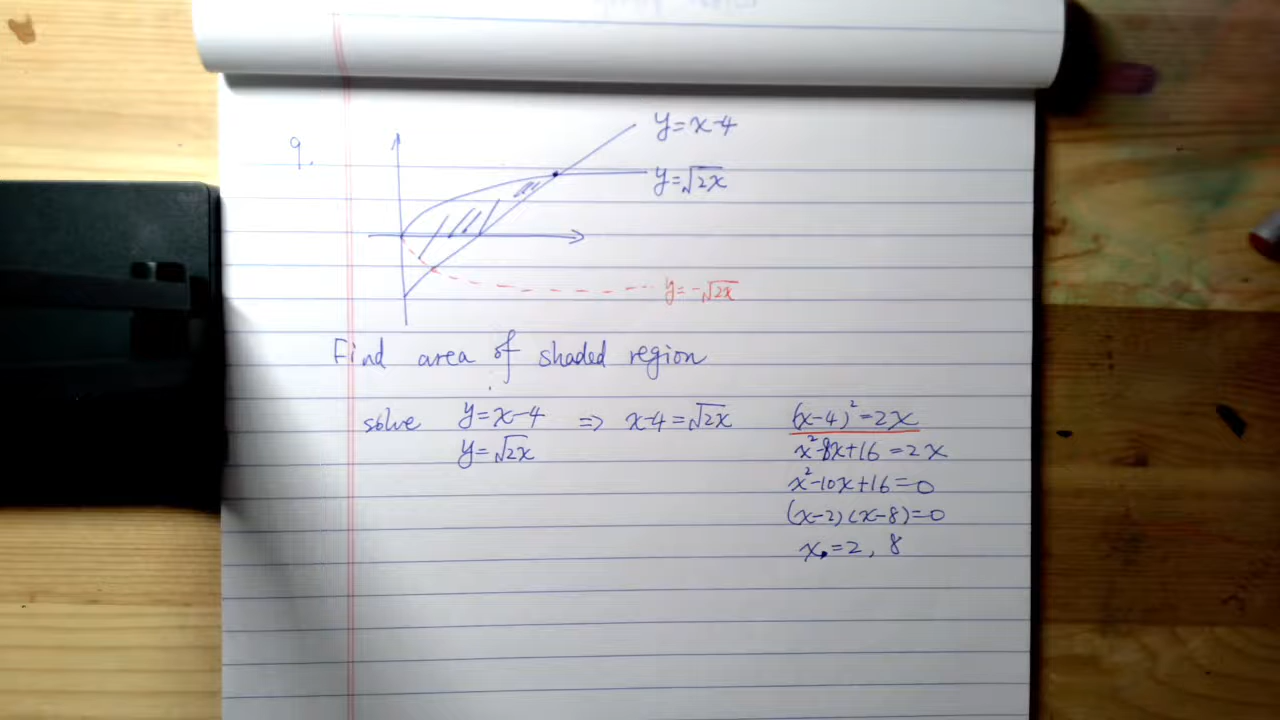 9.
y=x-4
y=√2x
y=-√2x
Find area of shaded region
solve y=x-4 ⇒ x-4=√2x (x-4)²=2x
y=√2x x²-8x+16=2x
x²-10x+16=0
(x-2)(x-8)=0
x=2, 8